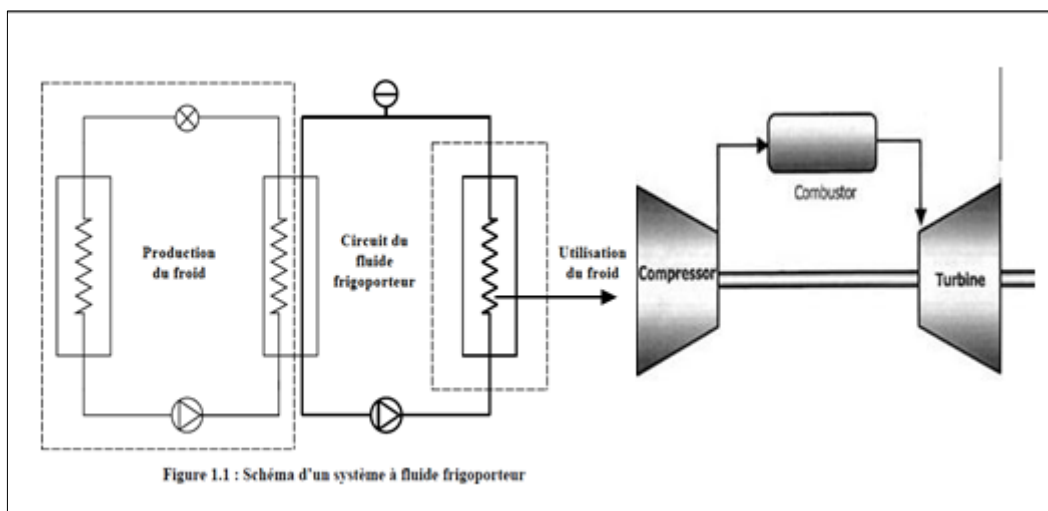 Production
du froid
Circuit du
fluide
frigoporteur
Utilisation
du froid
Combustor
Compressor
Turbine
Figure 1.1 : Schéma d'un système à fluide frigoporteur